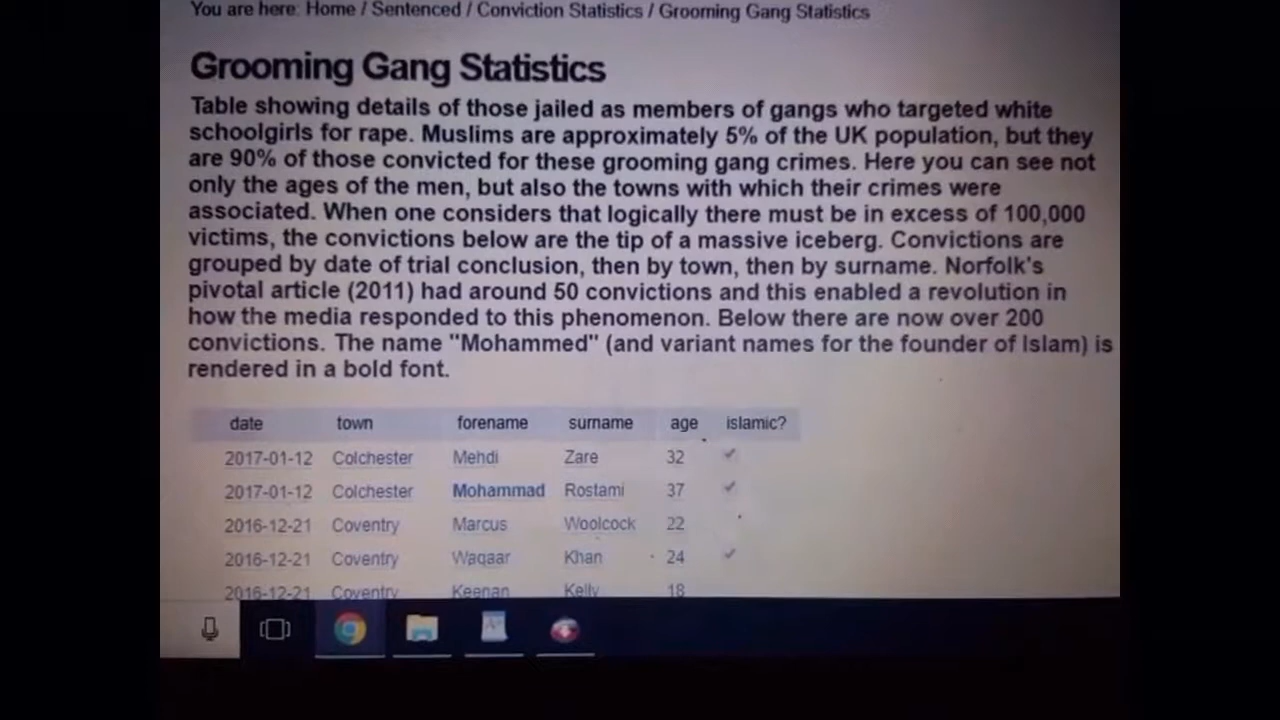 You are here: Home / Sentenced / Conviction Statistics / Grooming Gang Statistics
Grooming Gang Statistics
Table showing details of those jailed as members of gangs who targeted white
schoolgirls for rape. Muslims are approximately 5% of the UK population, but they
are 90% of those convicted for these grooming gang crimes. Here you can see not
only the ages of the men, but also the towns with which their crimes were
associated. When one considers that logically there must be in excess of 100,000
victims, the convictions below are the tip of a massive iceberg. Convictions are
grouped by date of trial conclusion, then by town, then by surname. Norfolk's
pivotal article (2011) had around 50 convictions and this enabled a revolution in
how the media responded to this phenomenon. Below there are now over 200
convictions. The name "Mohammed" (and variant names for the founder of Islam) is
rendered in a bold font.
date town forename surname age islamic?
2017-01-12 Colchester Mehdi Zare 32 ✓
2017-01-12 Colchester Mohammad Rostami 37 ✓
2016-12-21 Coventry Marcus Woolcock 22
2016-12-21 Coventry Waqaar Khan 24 ✓
2016-12-21 Coventry Keenan Kelly 18